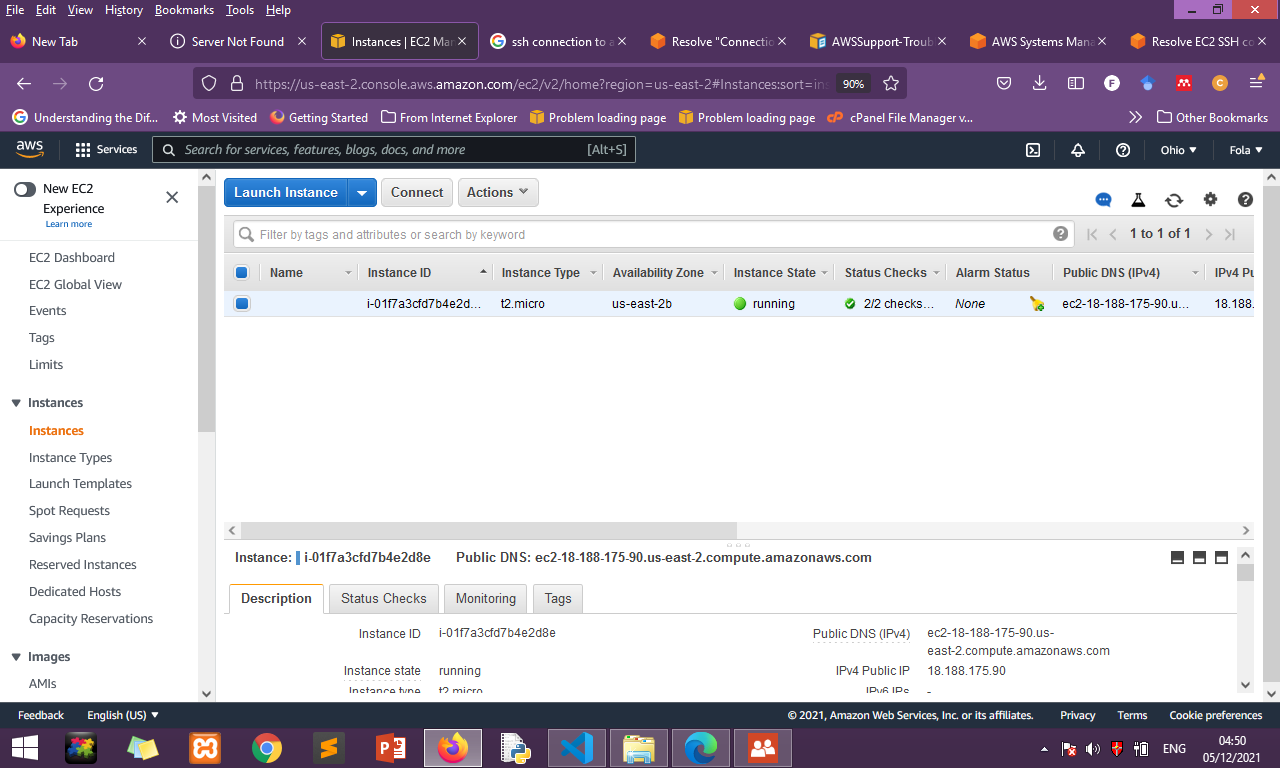 File Edit View History Bookmarks Tools Help
New Tab Server Not Found Instances | EC2 Mar ssh connection to a Resolve "Connectio AWSSupport-Troub AWS Systems Mana Resolve EC2 SSH co
https://us-east-2.console.aws.amazon.com/ec2/v2/home?region=us-east-2#Instances:sort=ins 90%
Understanding the Dif... Most Visited Getting Started From Internet Explorer Problem loading page Problem loading page cPanel File Manager v... Other Bookmarks
aws Services Search for services, features, blogs, docs, and more [Alt+S] Ohio Fola
New EC2
Experience
Learn more
Launch Instance Connect Actions
Filter by tags and attributes or search by keyword 1 to 1 of 1
Name Instance ID Instance Type Availability Zone Instance State Status Checks Alarm Status Public DNS (IPv4) IPv4 Pu
i-01f7a3cfd7b4e2d... t2.micro us-east-2b running 2/2 checks... None ec2-18-188-175-90.u... 18.188.
EC2 Dashboard
EC2 Global View
Events
Tags
Limits
Instances
Instances
Instance Types
Launch Templates
Spot Requests
Savings Plans
Reserved Instances
Dedicated Hosts
Capacity Reservations
Images
AMIs
Instance: i-01f7a3cfd7b4e2d8e Public DNS: ec2-18-188-175-90.us-east-2.compute.amazonaws.com
Description Status Checks Monitoring Tags
Instance ID i-01f7a3cfd7b4e2d8e Public DNS (IPv4) ec2-18-188-175-90.us-
east-2.compute.amazonaws.com
Instance state running IPv4 Public IP 18.188.175.90
Instance type t2.micro IPv6 IPs -
Feedback English (US) © 2021, Amazon Web Services, Inc. or its affiliates. Privacy Terms Cookie preferences
ENG 04:50
05/12/2021